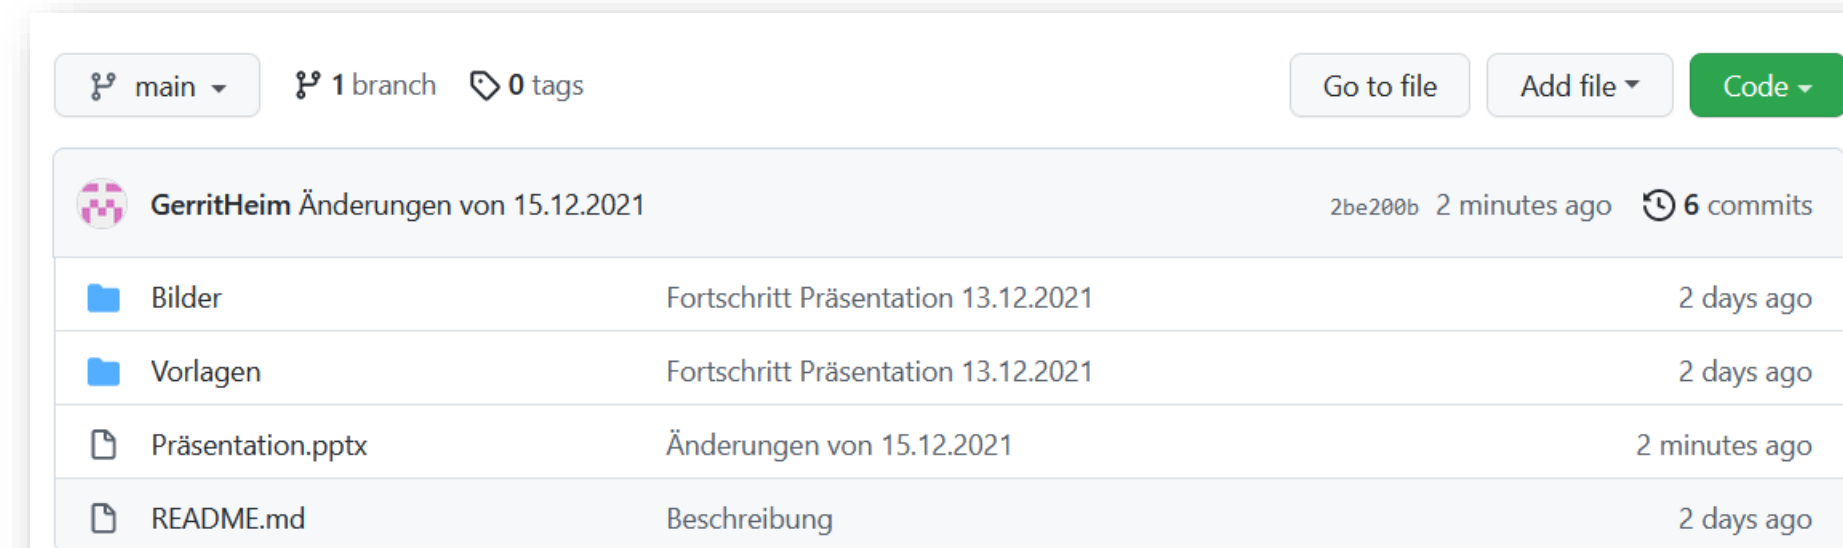 main 1 branch 0 tags Go to file Add file Code
GerritHeim Änderungen von 15.12.2021 2be200b 2 minutes ago 6 commits
Bilder Fortschritt Präsentation 13.12.2021 2 days ago
Vorlagen Fortschritt Präsentation 13.12.2021 2 days ago
Präsentation.pptx Änderungen von 15.12.2021 2 minutes ago
README.md Beschreibung 2 days ago